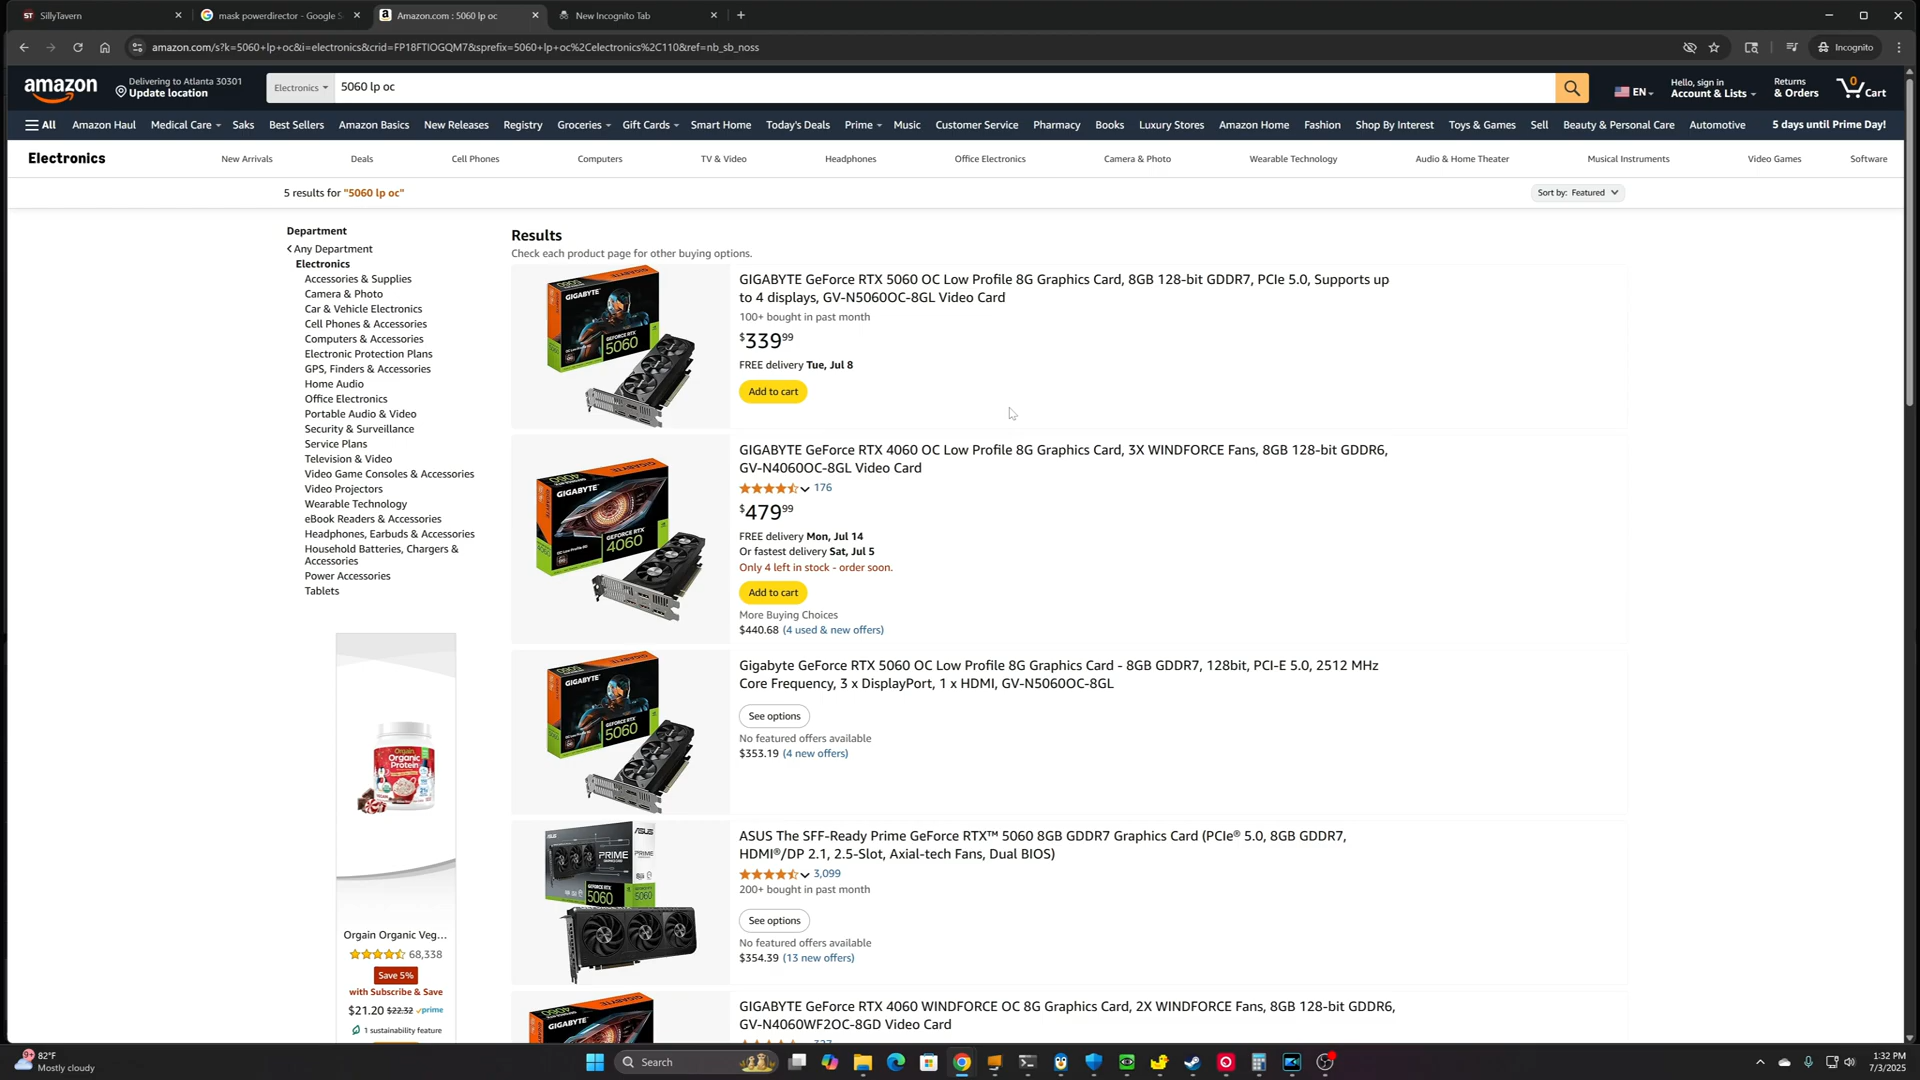 SillyTavern
mask powerdirector - Google S
Amazon.com : 5060 lp oc
New Incognito Tab
amazon.com/s?k=5060+lp+oc&i=electronics&crid=FP18FTIOGQM7&sprefix=5060+lp+oc%2Celectronics%2C110&ref=nb_sb_noss
Incognito
amazon
Delivering to Atlanta 30301
Update location
Electronics
5060 lp oc
EN
Hello, sign in
Account & Lists
Returns
& Orders
0
Cart
All
Amazon Haul
Medical Care
Saks
Best Sellers
Amazon Basics
New Releases
Registry
Groceries
Gift Cards
Smart Home
Today's Deals
Prime
Music
Customer Service
Pharmacy
Books
Luxury Stores
Amazon Home
Fashion
Shop By Interest
Toys & Games
Sell
Beauty & Personal Care
Automotive
5 days until Prime Day!
Electronics
New Arrivals
Deals
Cell Phones
Computers
TV & Video
Headphones
Office Electronics
Camera & Photo
Wearable Technology
Audio & Home Theater
Musical Instruments
Video Games
Software
5 results for "5060 lp oc"
Sort by: Featured
Department
Any Department
Electronics
Accessories & Supplies
Camera & Photo
Car & Vehicle Electronics
Cell Phones & Accessories
Computers & Accessories
Electronic Protection Plans
GPS, Finders & Accessories
Home Audio
Office Electronics
Portable Audio & Video
Security & Surveillance
Service Plans
Television & Video
Video Game Consoles & Accessories
Video Projectors
Wearable Technology
eBook Readers & Accessories
Headphones, Earbuds & Accessories
Household Batteries, Chargers &
Accessories
Power Accessories
Tablets
Orgain
Organic
Protein
Orgain Organic Veg...
68,338
Save 5%
with Subscribe & Save
$21.20 $22.32 prime
1 sustainability feature
Results
Check each product page for other buying options.
GIGABYTE
GEFORCE RTX
5060
GIGABYTE GeForce RTX 5060 OC Low Profile 8G Graphics Card, 8GB 128-bit GDDR7, PCIe 5.0, Supports up
to 4 displays, GV-N5060OC-8GL Video Card
100+ bought in past month
$33999
FREE delivery Tue, Jul 8
Add to cart
GIGABYTE
GEFORCE RTX
4060
GIGABYTE GeForce RTX 4060 OC Low Profile 8G Graphics Card, 3X WINDFORCE Fans, 8GB 128-bit GDDR6,
GV-N4060OC-8GL Video Card
176
$47999
FREE delivery Mon, Jul 14
Or fastest delivery Sat, Jul 5
Only 4 left in stock - order soon.
Add to cart
More Buying Choices
$440.68 (4 used & new offers)
GIGABYTE
GEFORCE RTX
5060
Gigabyte GeForce RTX 5060 OC Low Profile 8G Graphics Card - 8GB GDDR7, 128bit, PCI-E 5.0, 2512 MHz
Core Frequency, 3 x DisplayPort, 1 x HDMI, GV-N5060OC-8GL
See options
No featured offers available
$353.19 (4 new offers)
ASUS
PRIME
5060
ASUS The SFF-Ready Prime GeForce RTX™ 5060 8GB GDDR7 Graphics Card (PCIe® 5.0, 8GB GDDR7,
HDMI®/DP 2.1, 2.5-Slot, Axial-tech Fans, Dual BIOS)
3,099
200+ bought in past month
See options
No featured offers available
$354.39 (13 new offers)
GIGABYTE
GIGABYTE GeForce RTX 4060 WINDFORCE OC 8G Graphics Card, 2X WINDFORCE Fans, 8GB 128-bit GDDR6,
GV-N4060WF2OC-8GD Video Card
82°F
Mostly cloudy
Search
1:32 PM
7/3/2025